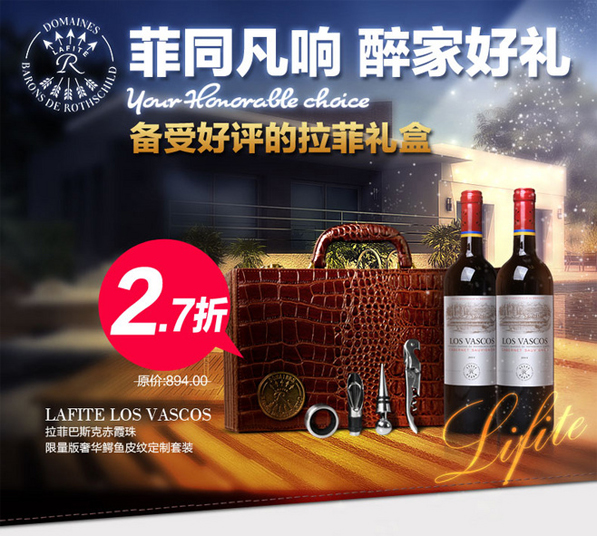 DOMAINES
LAFITE
R
BARONS DE ROTHSCHILD
菲同凡响 醉家好礼
Your Honorable choice
备受好评的拉菲礼盒
2.7折
原价:894.00
LAFITE LOS VASCOS
拉菲巴斯克赤霞珠
限量版奢华鳄鱼皮纹定制套装
LOS VASCOS
CABERNET SAUVIGNON
LOS VASCOS
Lifite